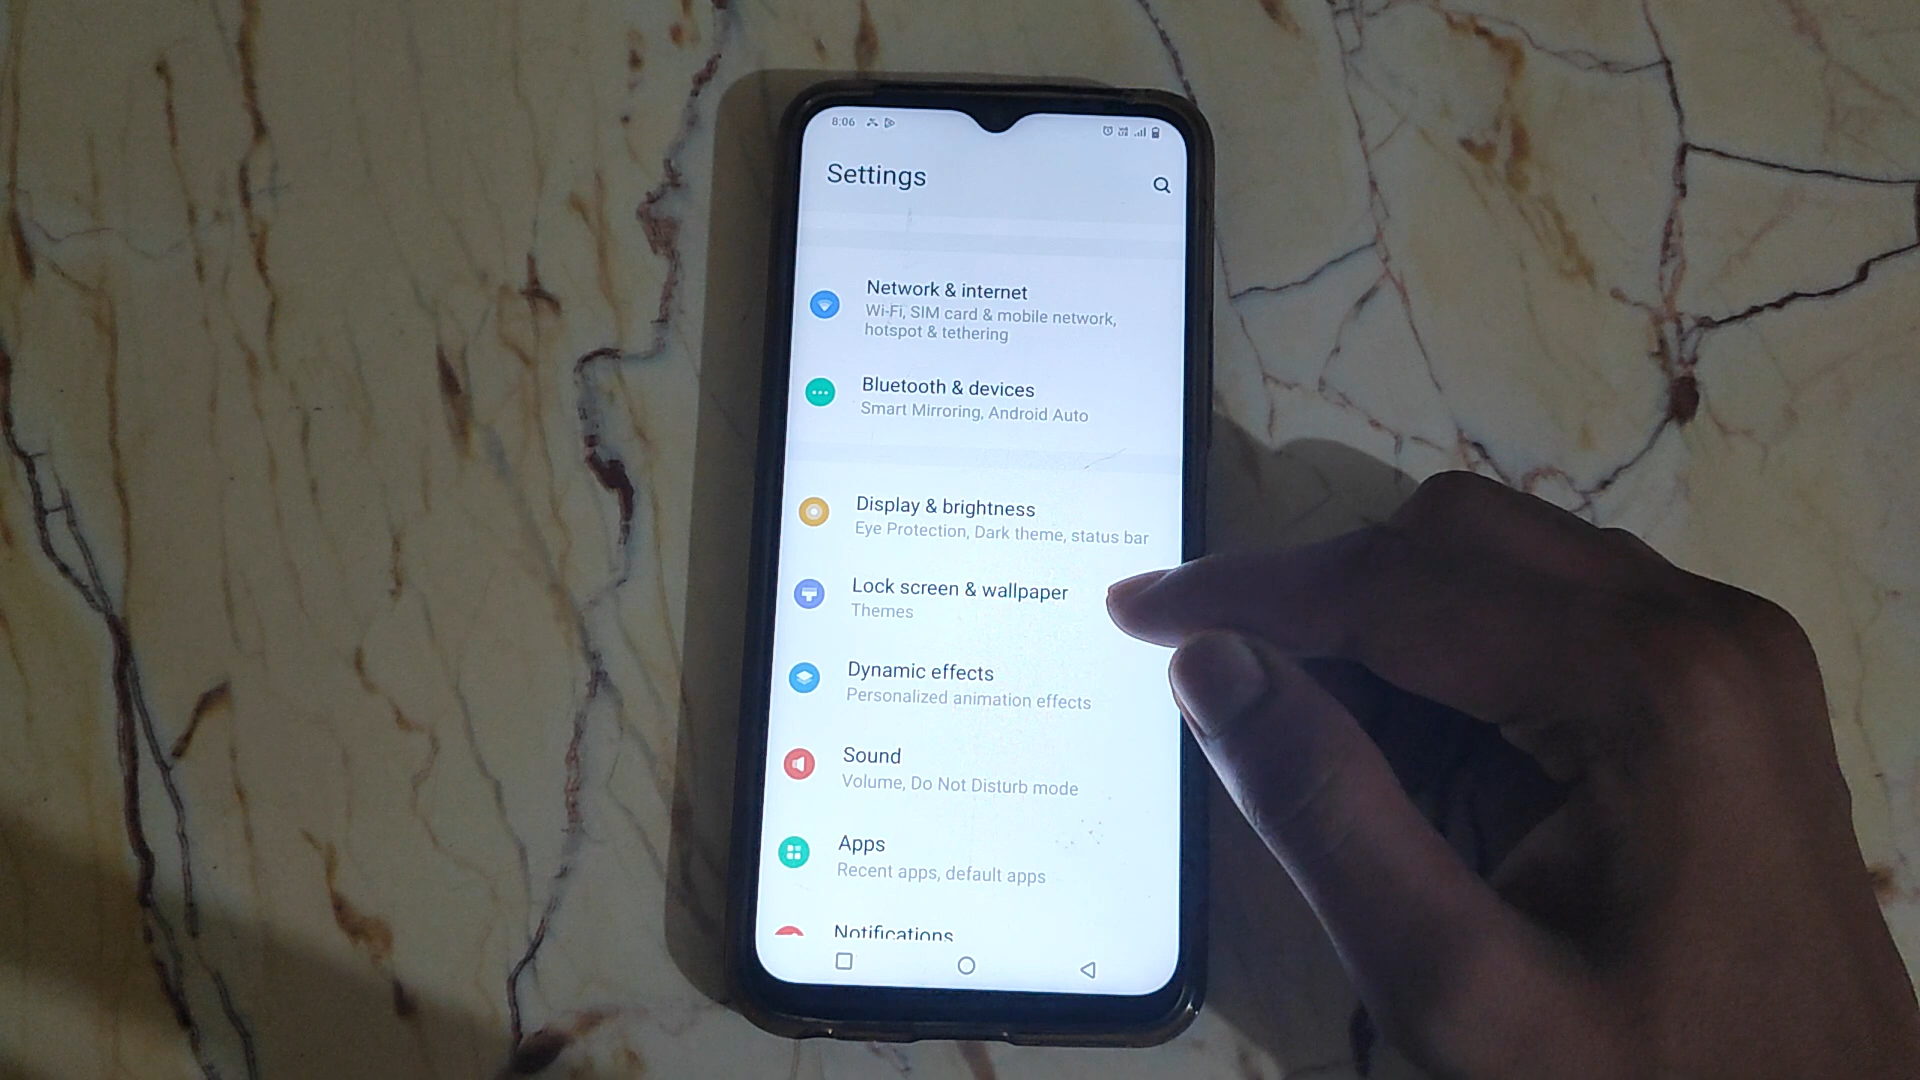 8:06
Settings
Network & internet
Wi-Fi, SIM card & mobile network,
hotspot & tethering
Bluetooth & devices
Smart Mirroring, Android Auto
Display & brightness
Eye Protection, Dark theme, status bar
Lock screen & wallpaper
Themes
Dynamic effects
Personalized animation effects
Sound
Volume, Do Not Disturb mode
Apps
Recent apps, default apps
Notifications